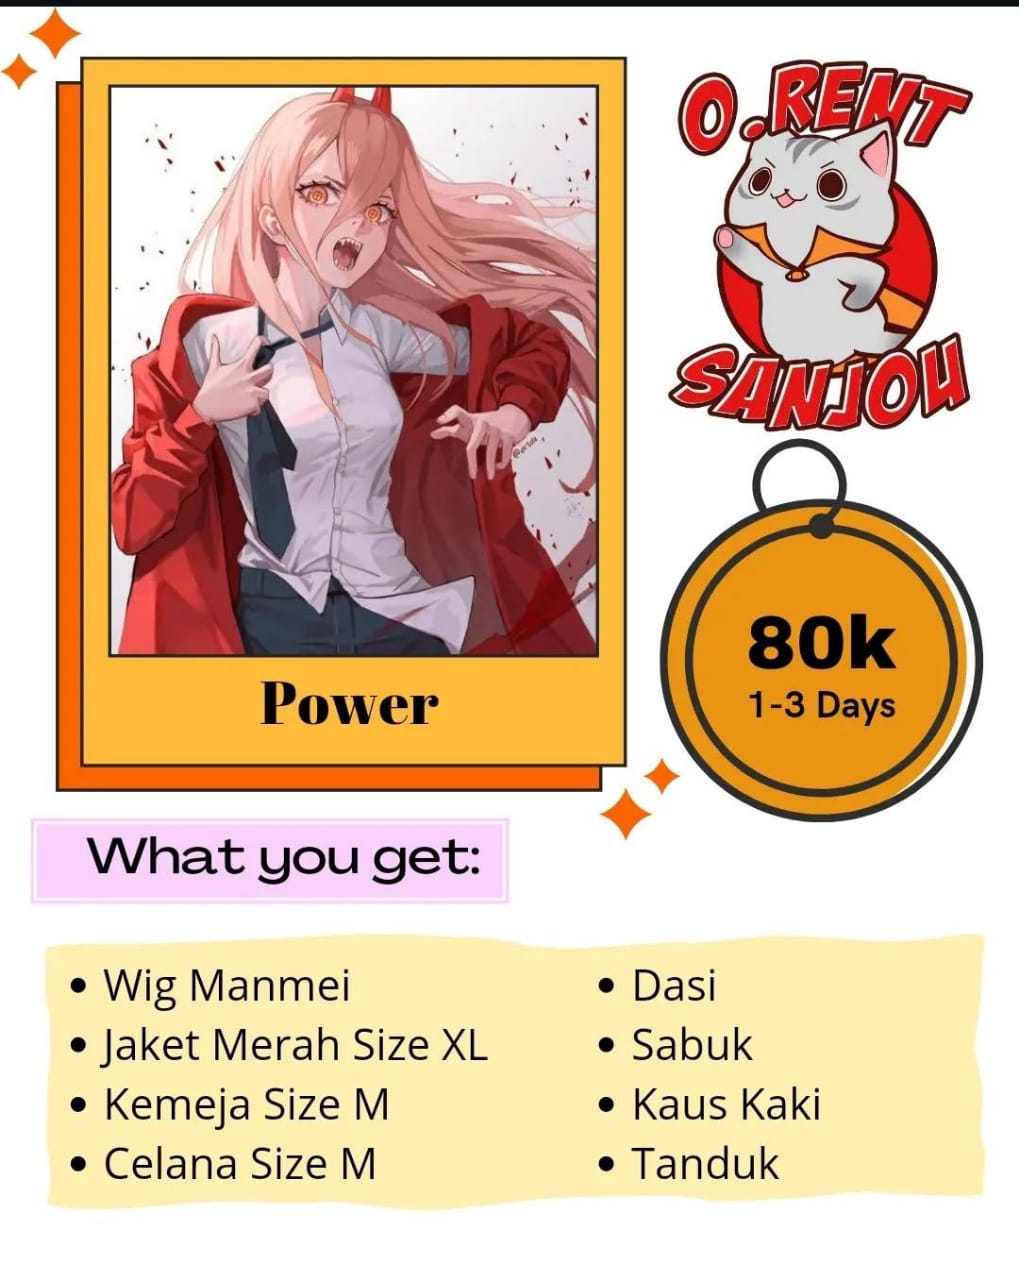 O.RENT
SANJOU
80k
1-3 Days
Power
What you get:
• Wig Manmei
• Jaket Merah Size XL
• Kemeja Size M
• Celana Size M
• Dasi
• Sabuk
• Kaus Kaki
• Tanduk